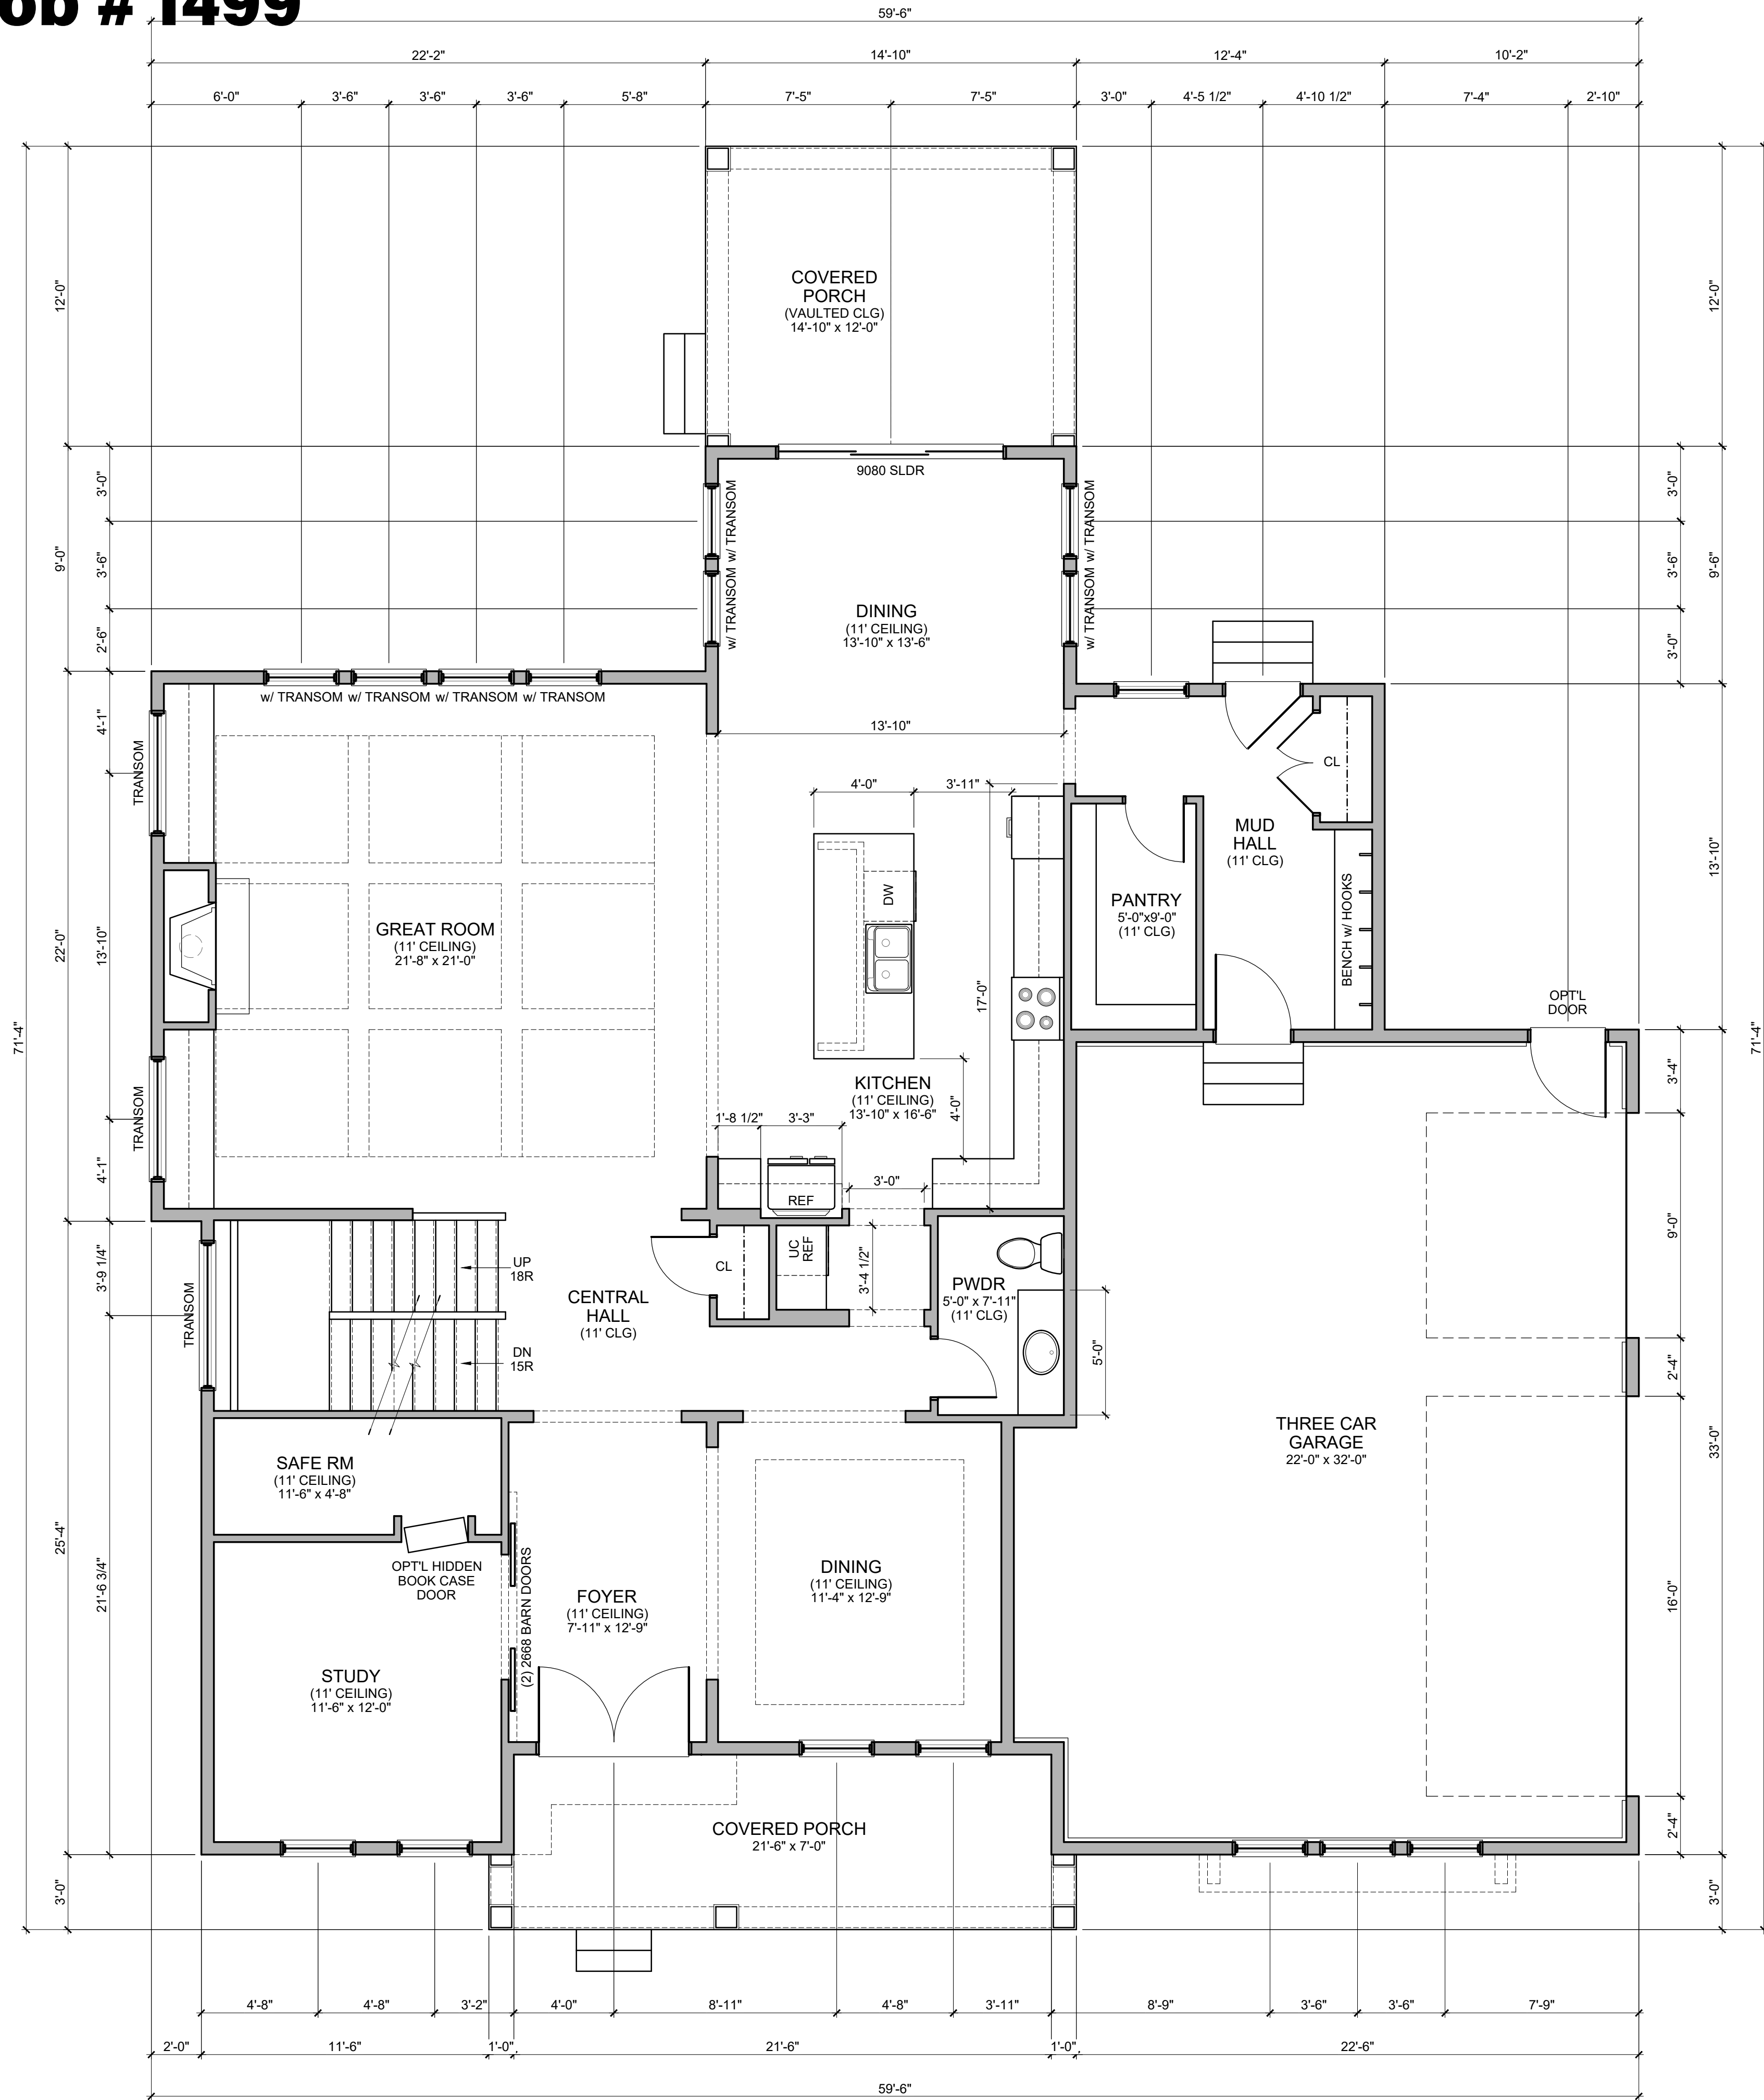 ob # 1499
59'-6"
22'-2" 14'-10" 12'-4" 10'-2"
6'-0" 3'-6" 3'-6" 3'-6" 5'-8" 7'-5" 7'-5" 3'-0" 4'-5 1/2" 4'-10 1/2" 7'-4" 2'-10"
12'-0"
12'-0"
COVERED
PORCH
(VAULTED CLG)
14'-10" x 12'-0"
9080 SLDR
w/ TRANSOM w/ TRANSOM
w/ TRANSOM w/ TRANSOM
3'-0"
3'-6"
2'-6"
9'-0"
3'-0"
3'-6"
3'-0"
9'-6"
DINING
(11' CEILING)
13'-10" x 13'-6"
w/ TRANSOM w/ TRANSOM w/ TRANSOM w/ TRANSOM
13'-10"
TRANSOM
4'-1"
13'-10"
4'-1"
22'-0"
71'-4"
TRANSOM
GREAT ROOM
(11' CEILING)
21'-8" x 21'-0"
4'-0" 3'-11"
DW
17'-0"
KITCHEN
(11' CEILING)
13'-10" x 16'-6"
4'-0"
1'-8 1/2" 3'-3"
REF
3'-0"
PANTRY
5'-0"x9'-0"
(11' CLG)
MUD
HALL
(11' CLG)
CL
BENCH w/ HOOKS
13'-10"
OPT'L
DOOR
71'-4"
3'-4"
9'-0"
2'-4"
16'-0"
2'-4"
33'-0"
3'-9 1/4"
TRANSOM
UP
18R
DN
15R
CENTRAL
HALL
(11' CLG)
CL
UC
REF
3'-4 1/2"
PWDR
5'-0" x 7'-11"
(11' CLG)
5'-0"
THREE CAR
GARAGE
22'-0" x 32'-0"
SAFE RM
(11' CEILING)
11'-6" x 4'-8"
25'-4"
21'-6 3/4"
OPT'L HIDDEN
BOOK CASE
DOOR
(2) 2668 BARN DOORS
FOYER
(11' CEILING)
7'-11" x 12'-9"
DINING
(11' CEILING)
11'-4" x 12'-9"
STUDY
(11' CEILING)
11'-6" x 12'-0"
COVERED PORCH
21'-6" x 7'-0"
3'-0"
3'-0"
4'-8" 4'-8" 3'-2" 4'-0" 8'-11" 4'-8" 3'-11" 8'-9" 3'-6" 3'-6" 7'-9"
2'-0" 11'-6" 1'-0" 21'-6" 1'-0" 22'-6"
59'-6"